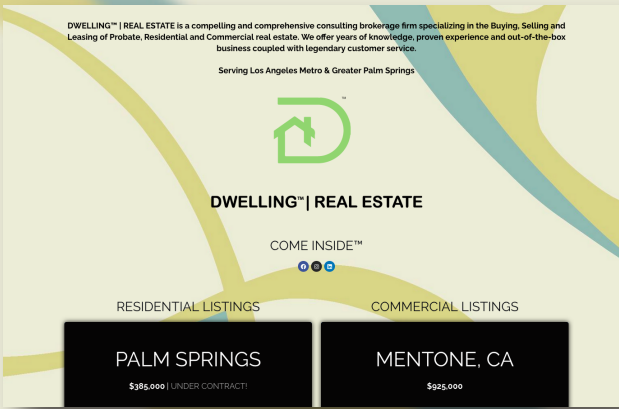 DWELLING™ | REAL ESTATE is a compelling and comprehensive consulting brokerage firm specializing in the Buying, Selling and
Leasing of Probate, Residential and Commercial real estate. We offer years of knowledge, proven experience and out-of-the-box
business coupled with legendary customer service.
Serving Los Angeles Metro & Greater Palm Springs
™
DWELLING™ | REAL ESTATE
COME INSIDE™
RESIDENTIAL LISTINGS
COMMERCIAL LISTINGS
PALM SPRINGS
$385,000 | UNDER CONTRACT!
MENTONE, CA
$925,000